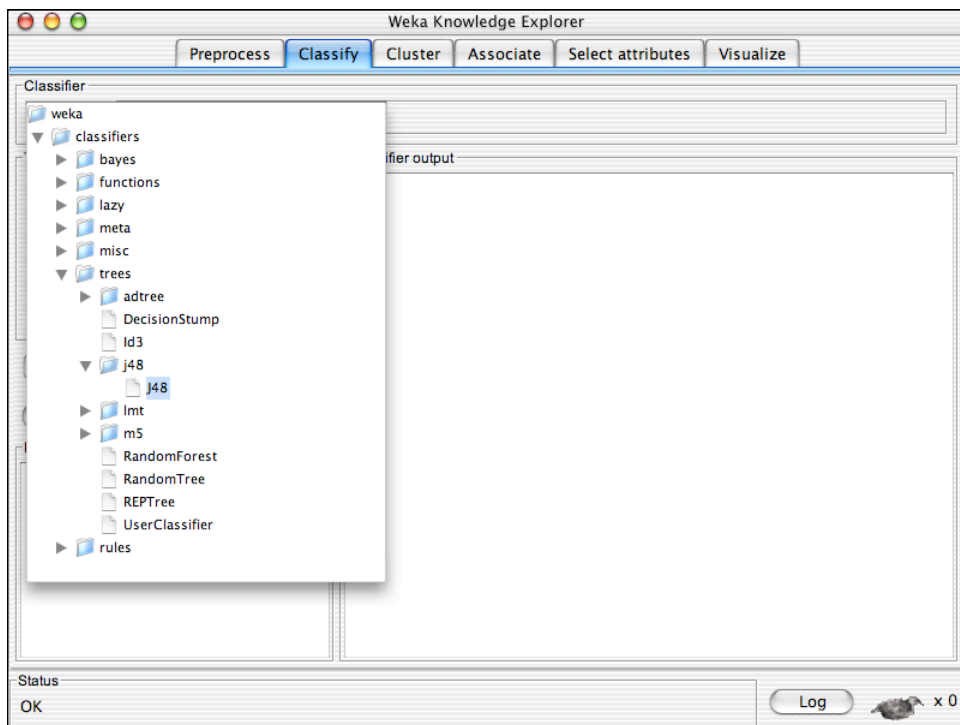 Weka Knowledge Explorer
Preprocess Classify Cluster Associate Select attributes Visualize
Classifier
weka
classifiers
bayes
ifier output
functions
lazy
meta
misc
trees
adtree
DecisionStump
Id3
j48
J48
lmt
m5
RandomForest
RandomTree
REPTree
UserClassifier
rules
Status
OK
Log
x 0